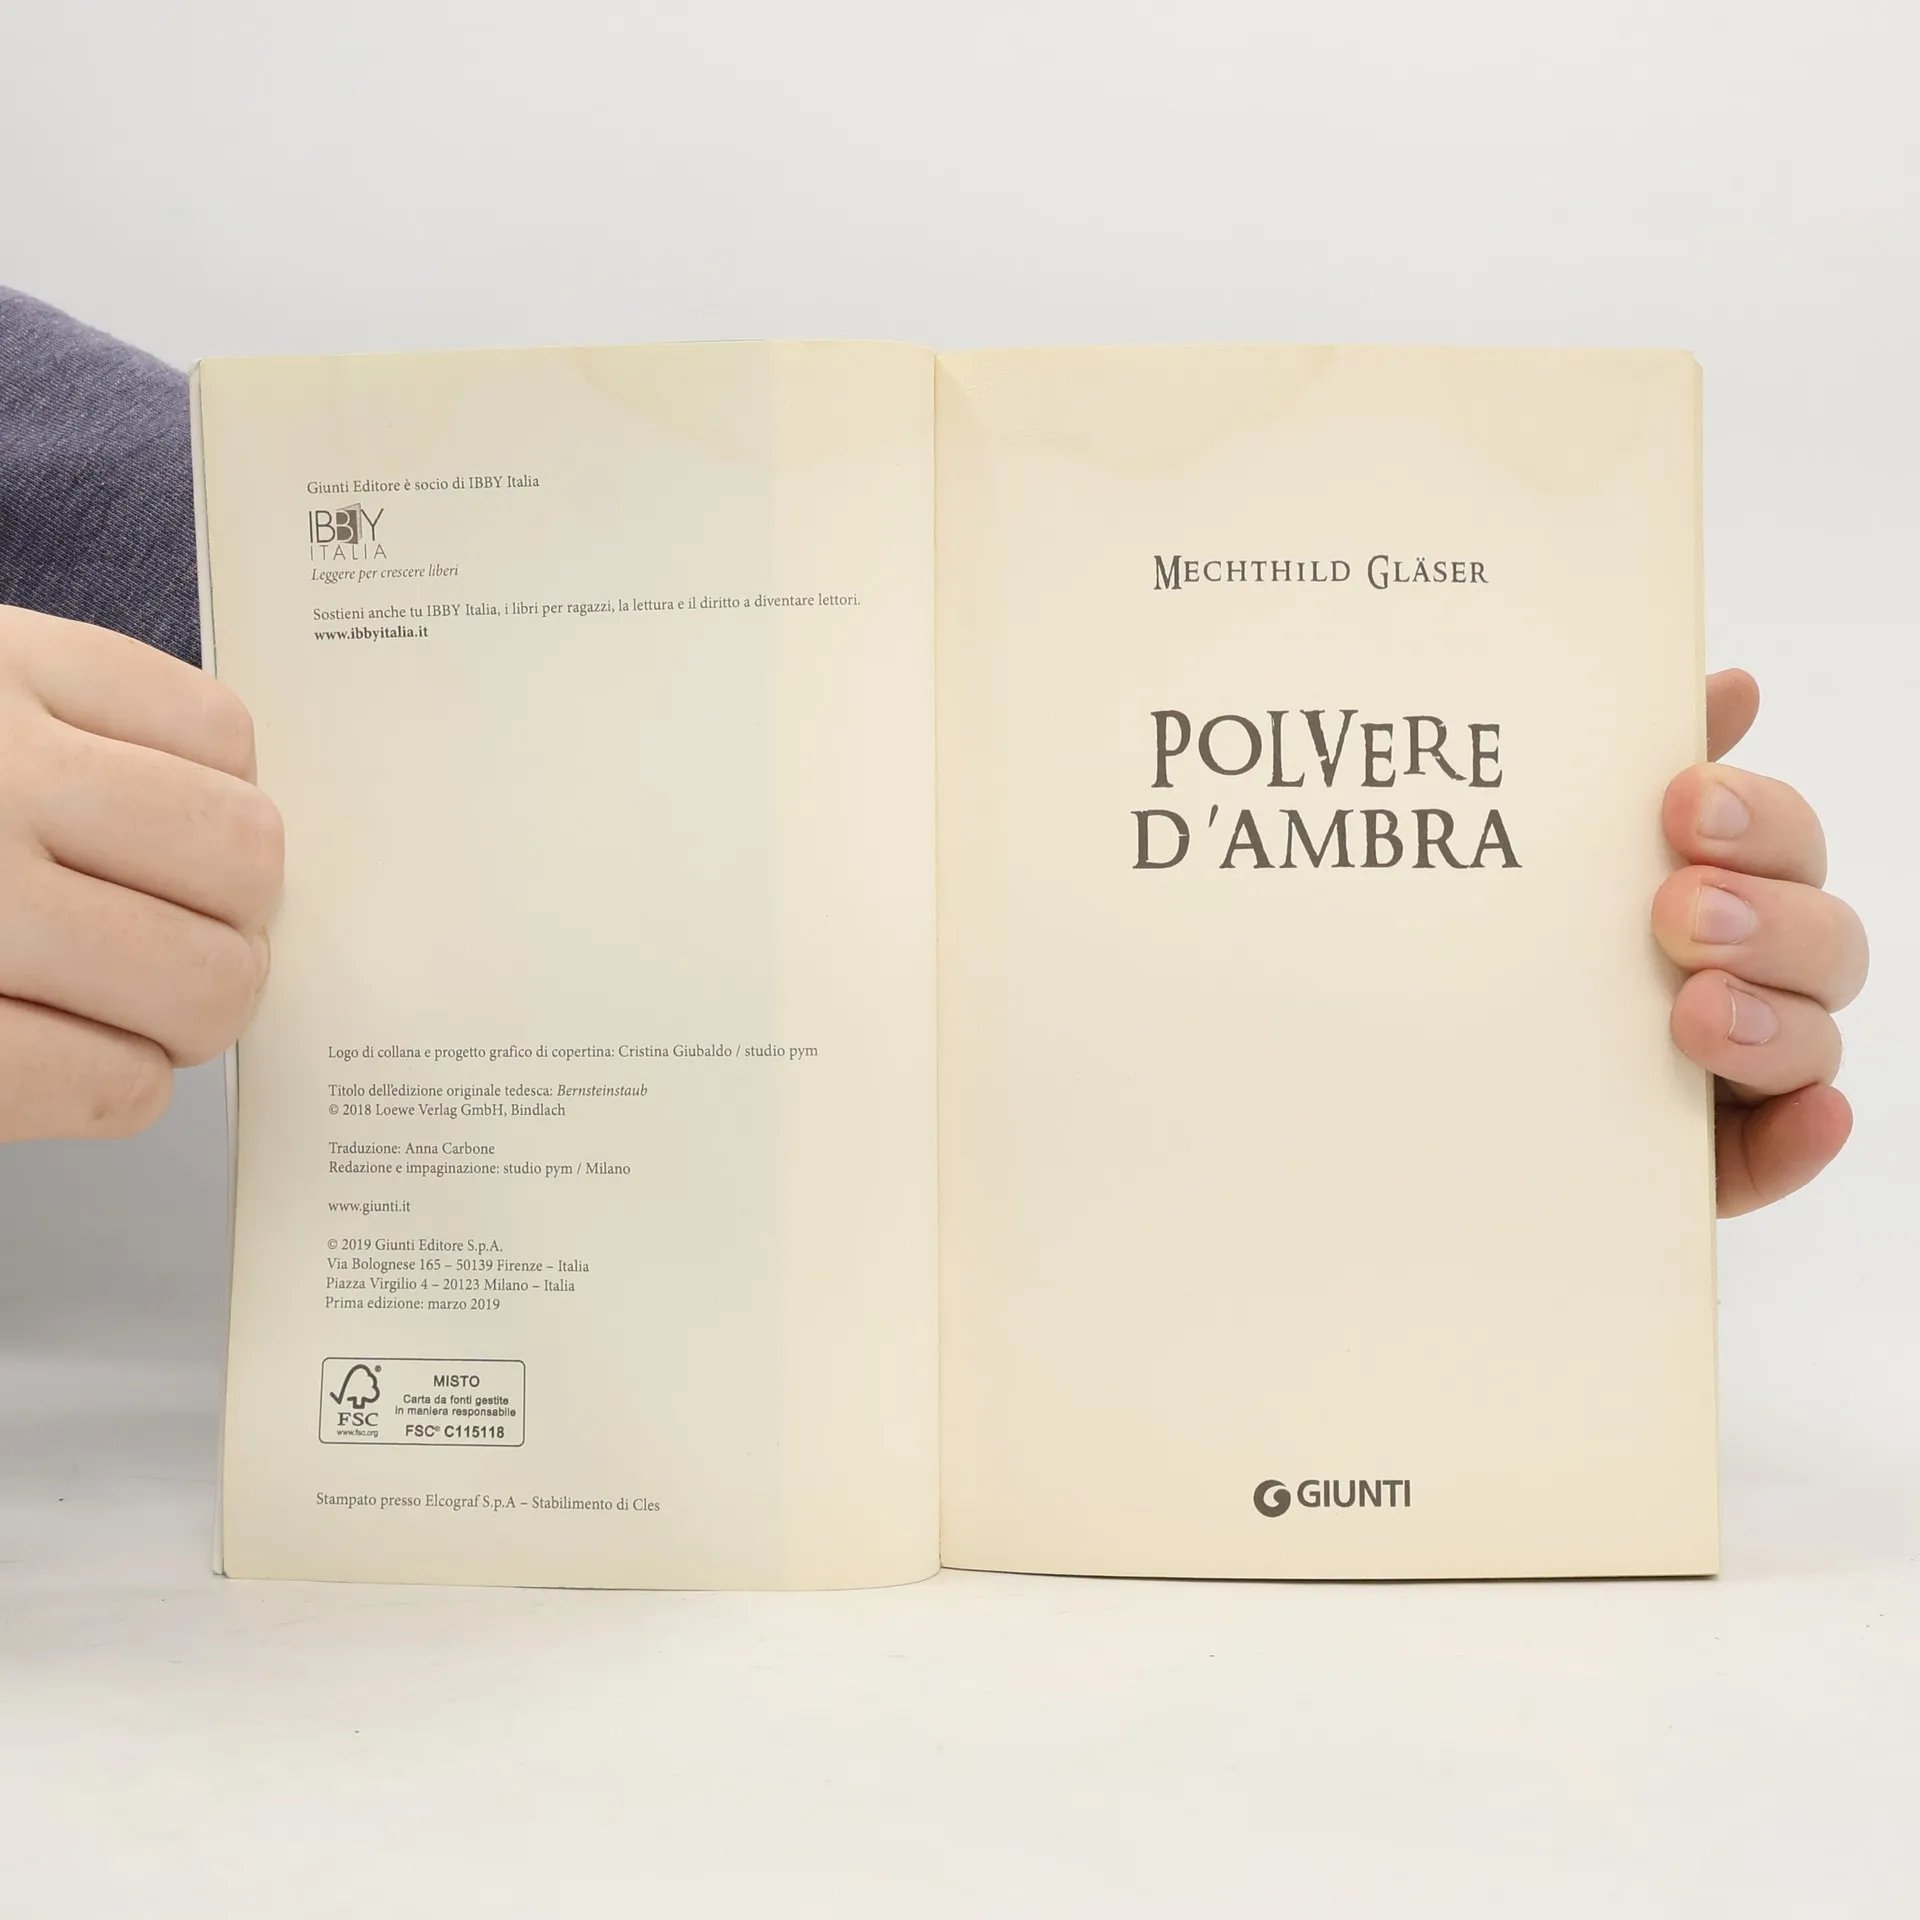 Giunti Editore è socio di IBBY Italia
IBBY
ITALIA
Leggere per crescere liberi
Sostieni anche tu IBBY Italia, i libri per ragazzi, la lettura e il diritto a diventare lettori.
www.ibbyitalia.it
Logo di collana e progetto grafico di copertina: Cristina Giubaldo / studio pym
Titolo dell'edizione originale tedesca: Bernsteinstaub
© 2018 Loewe Verlag GmbH, Bindlach
Traduzione: Anna Carbone
Redazione e impaginazione: studio pym / Milano
www.giunti.it
© 2019 Giunti Editore S.p.A.
Via Bolognese 165 – 50139 Firenze – Italia
Piazza Virgilio 4 – 20123 Milano – Italia
Prima edizione: marzo 2019
®
FSC
www.fsc.org
MISTO
Carta da fonti gestite
in maniera responsabile
FSC® C115118
Stampato presso Elcograf S.p.A – Stabilimento di Cles
MECHTHILD GLÄSER
POLVERE
D'AMBRA
GIUNTI